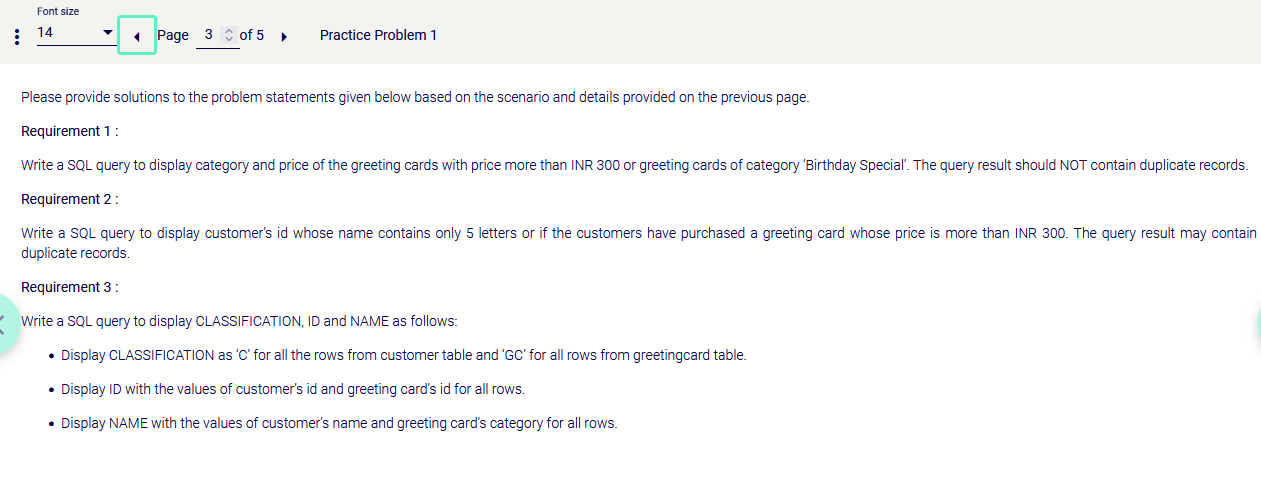 Font size
14
Page 3 of 5 Practice Problem 1
Please provide solutions to the problem statements given below based on the scenario and details provided on the previous page.
Requirement 1 :
Write a SQL query to display category and price of the greeting cards with price more than INR 300 or greeting cards of category ‘Birthday Special’. The query result should NOT contain duplicate records.
Requirement 2 :
Write a SQL query to display customer’s id whose name contains only 5 letters or if the customers have purchased a greeting card whose price is more than INR 300. The query result may contain
duplicate records.
Requirement 3 :
Write a SQL query to display CLASSIFICATION, ID and NAME as follows:
• Display CLASSIFICATION as ‘C’ for all the rows from customer table and ‘GC’ for all rows from greetingcard table.
• Display ID with the values of customer’s id and greeting card’s id for all rows.
• Display NAME with the values of customer’s name and greeting card’s category for all rows.